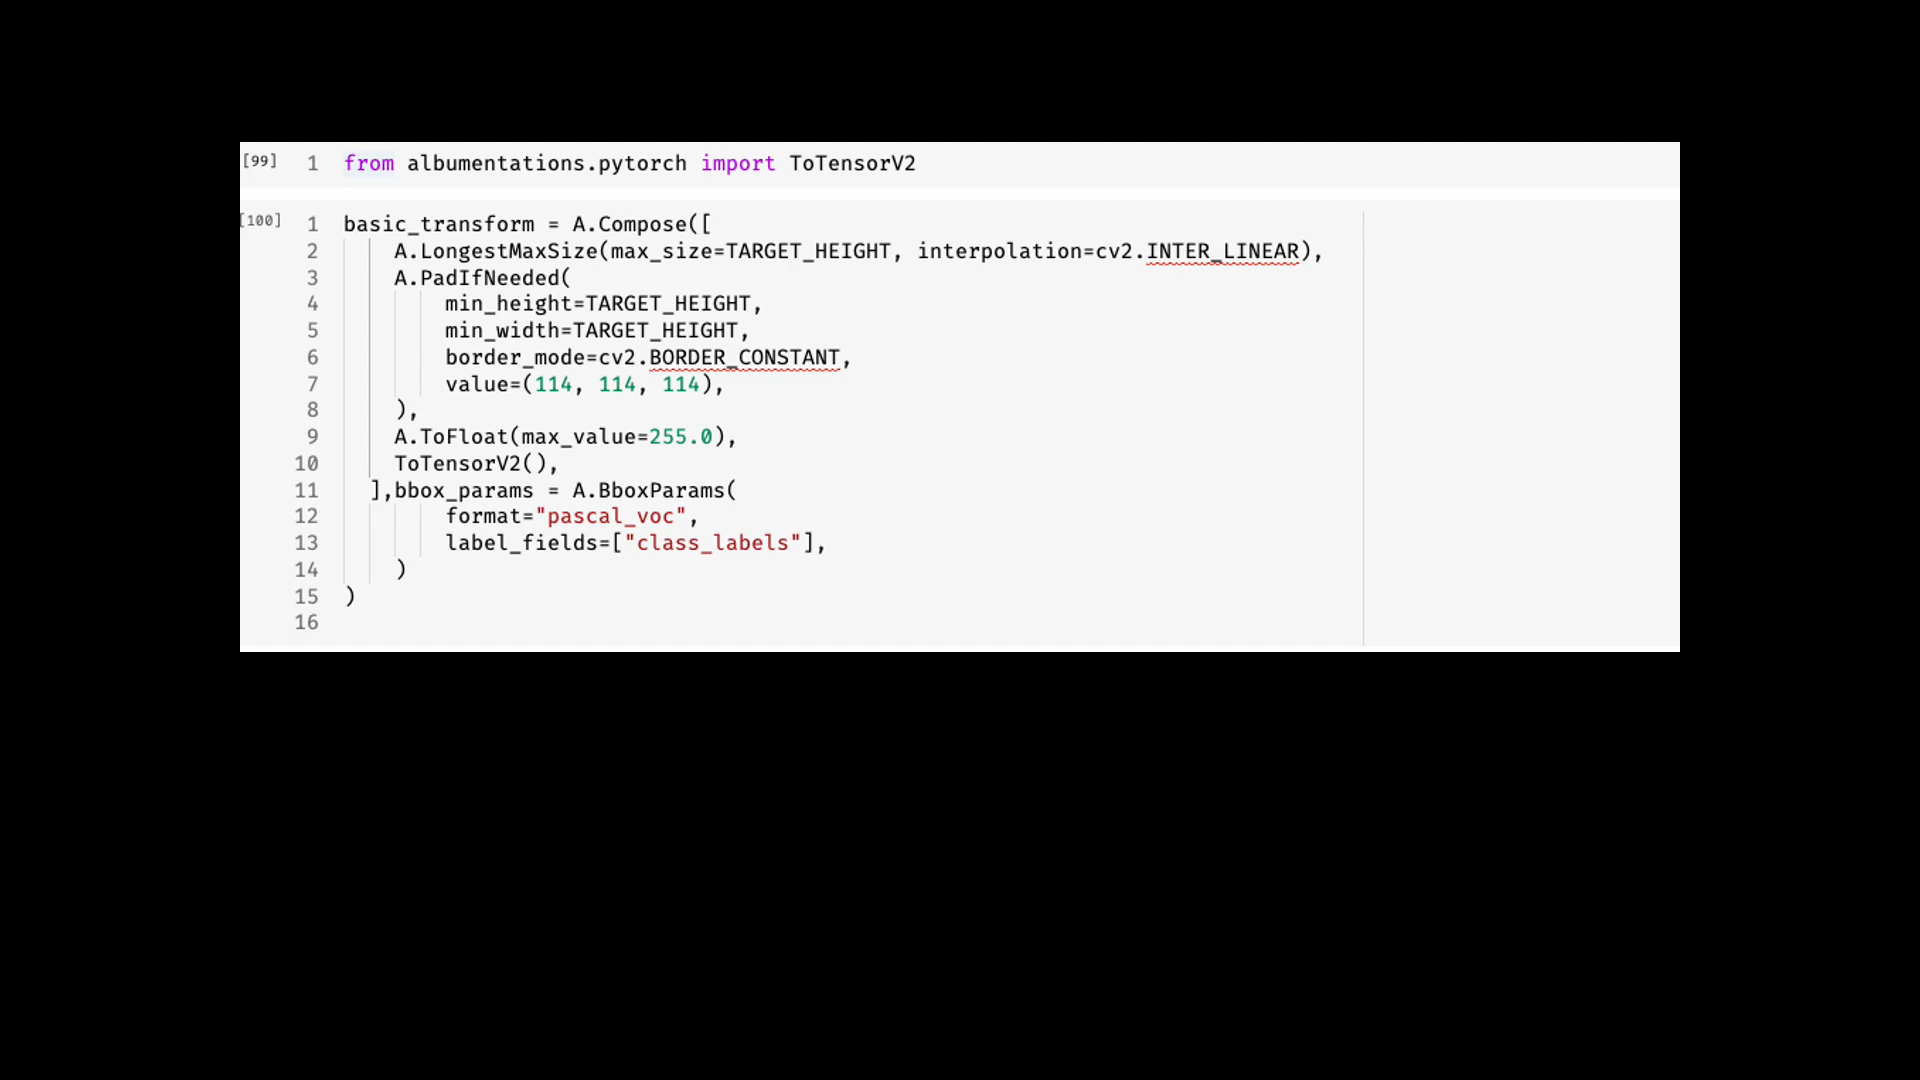 [99] 1 from albumentations.pytorch import ToTensorV2
[100] 1 basic_transform = A.Compose([
2 A.LongestMaxSize(max_size=TARGET_HEIGHT, interpolation=cv2.INTER_LINEAR),
3 A.PadIfNeeded(
4 min_height=TARGET_HEIGHT,
5 min_width=TARGET_HEIGHT,
6 border_mode=cv2.BORDER_CONSTANT,
7 value=(114, 114, 114),
8 ),
9 A.ToFloat(max_value=255.0),
10 ToTensorV2(),
11 ],bbox_params = A.BboxParams(
12 format="pascal_voc",
13 label_fields=["class_labels"],
14 )
15 )
16